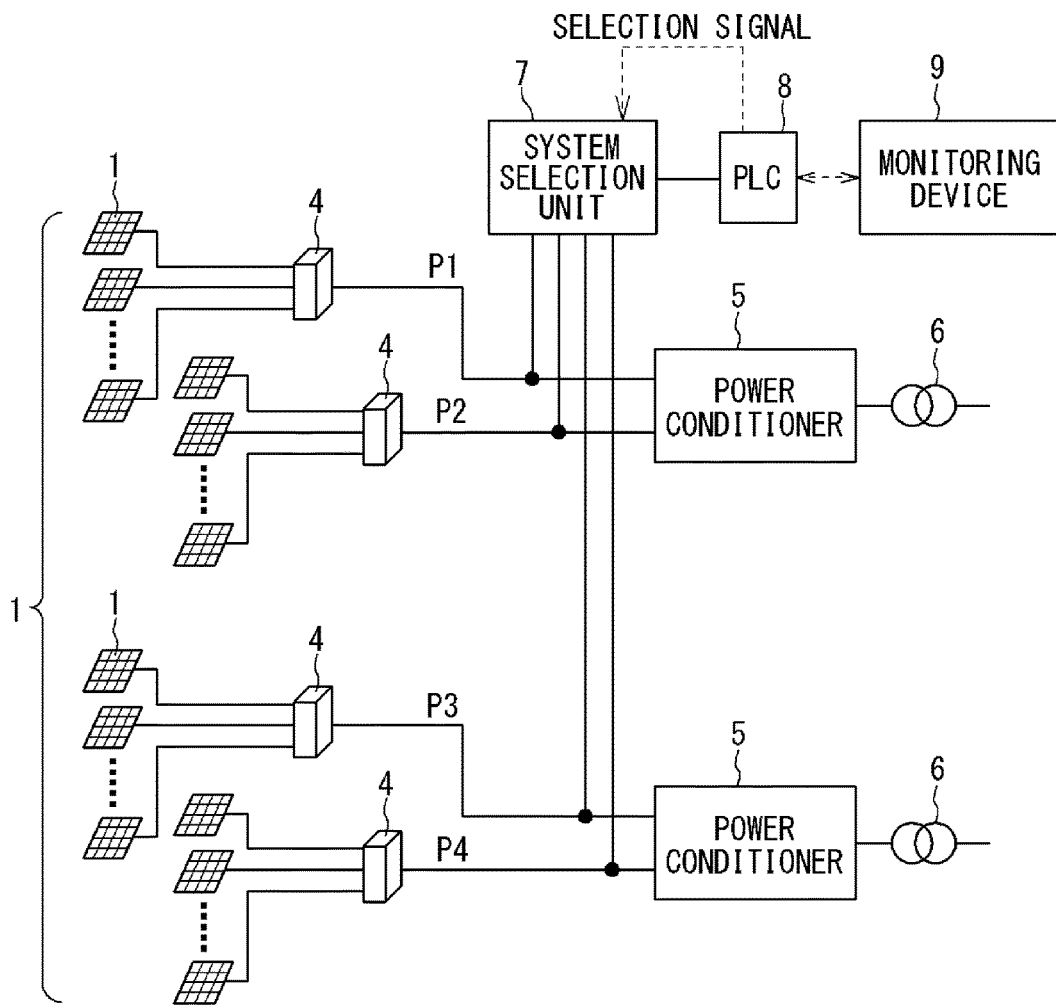 SELECTION SIGNAL
7
8
9
SYSTEM
SELECTION
UNIT
PLC
MONITORING
DEVICE
1
4
P1
5
6
4
P2
POWER
CONDITIONER
1
1
4
P3
5
6
4
P4
POWER
CONDITIONER